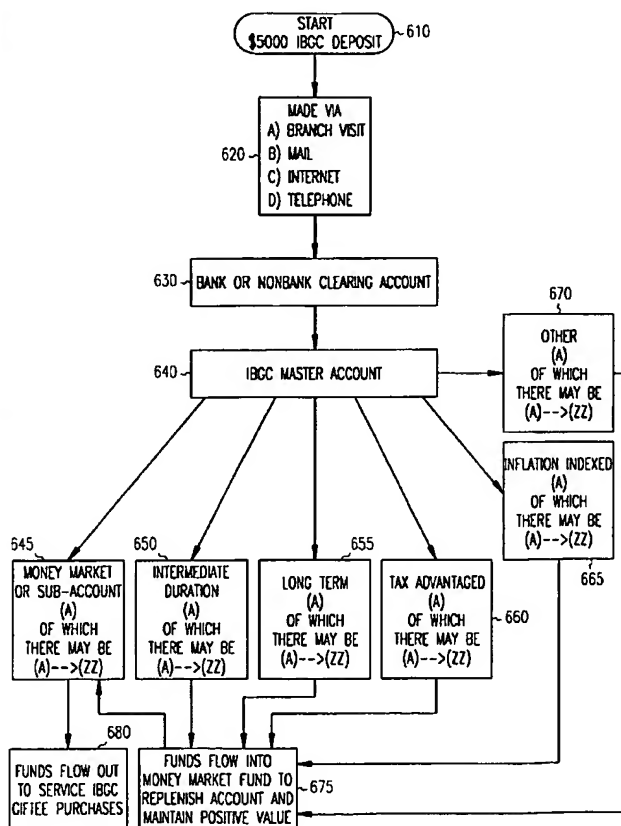 START
$5000 IBGC DEPOSIT
610
MADE VIA
A) BRANCH VISIT
B) MAIL
C) INTERNET
D) TELEPHONE
620
630
BANK OR NONBANK CLEARING ACCOUNT
640
IBGC MASTER ACCOUNT
670
OTHER
(A)
OF WHICH
THERE MAY BE
(A)-->(ZZ)
INFLATION INDEXED
(A)
OF WHICH
THERE MAY BE
(A)-->(ZZ)
665
645
MONEY MARKET
OR SUB-ACCOUNT
(A)
OF WHICH
THERE MAY BE
(A)-->(ZZ)
650
INTERMEDIATE
DURATION
(A)
OF WHICH
THERE MAY BE
(A)-->(ZZ)
655
LONG TERM
(A)
OF WHICH
THERE MAY BE
(A)-->(ZZ)
TAX ADVANTAGED
(A)
OF WHICH
THERE MAY BE
(A)-->(ZZ)
660
680
FUNDS FLOW OUT
TO SERVICE IBGC
GIFTEE PURCHASES
FUNDS FLOW INTO
MONEY MARKET FUND TO
REPLENISH ACCOUNT AND
MAINTAIN POSITIVE VALUE
675